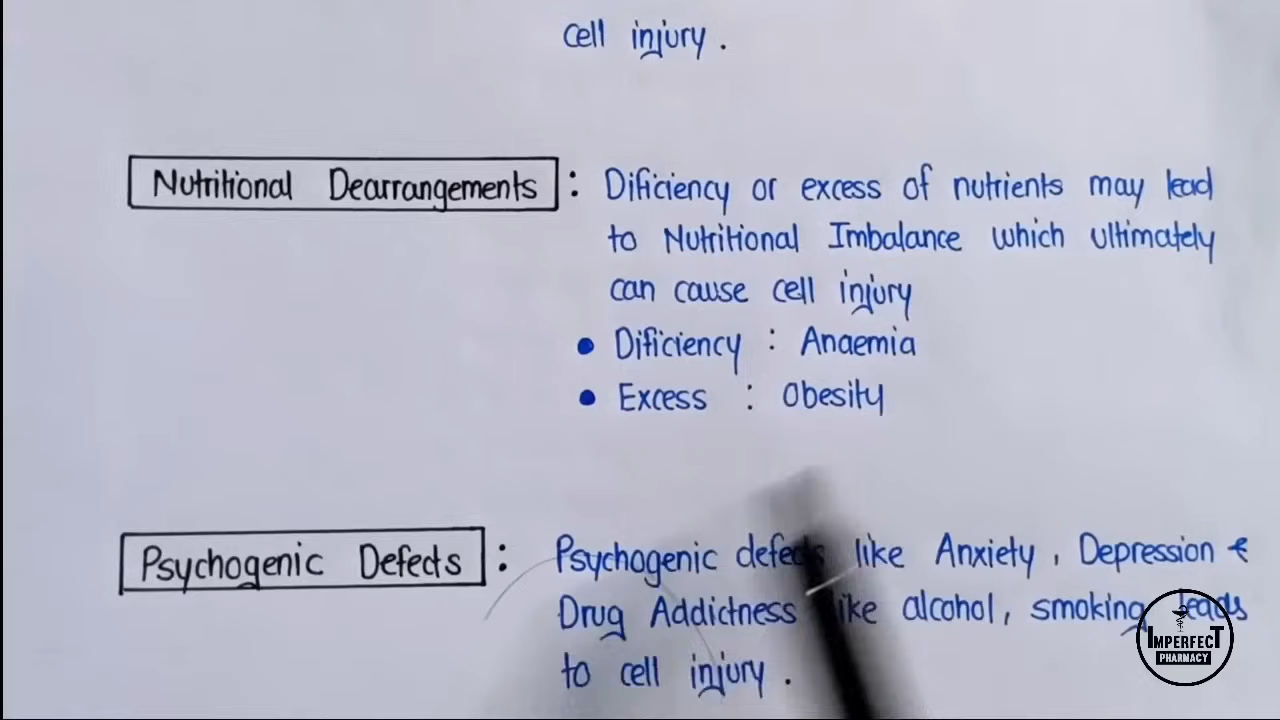 cell injury.
Nutritional Dearrangements : Dificiency or excess of nutrients may lead
to Nutritional Imbalance which ultimately
can cause cell injury
• Dificiency : Anaemia
• Excess : Obesity
Psychogenic Defects : Psychogenic defects like Anxiety, Depression &
Drug Addictness like alcohol, smoking leads
to cell injury.
IMPERFECT
PHARMACY